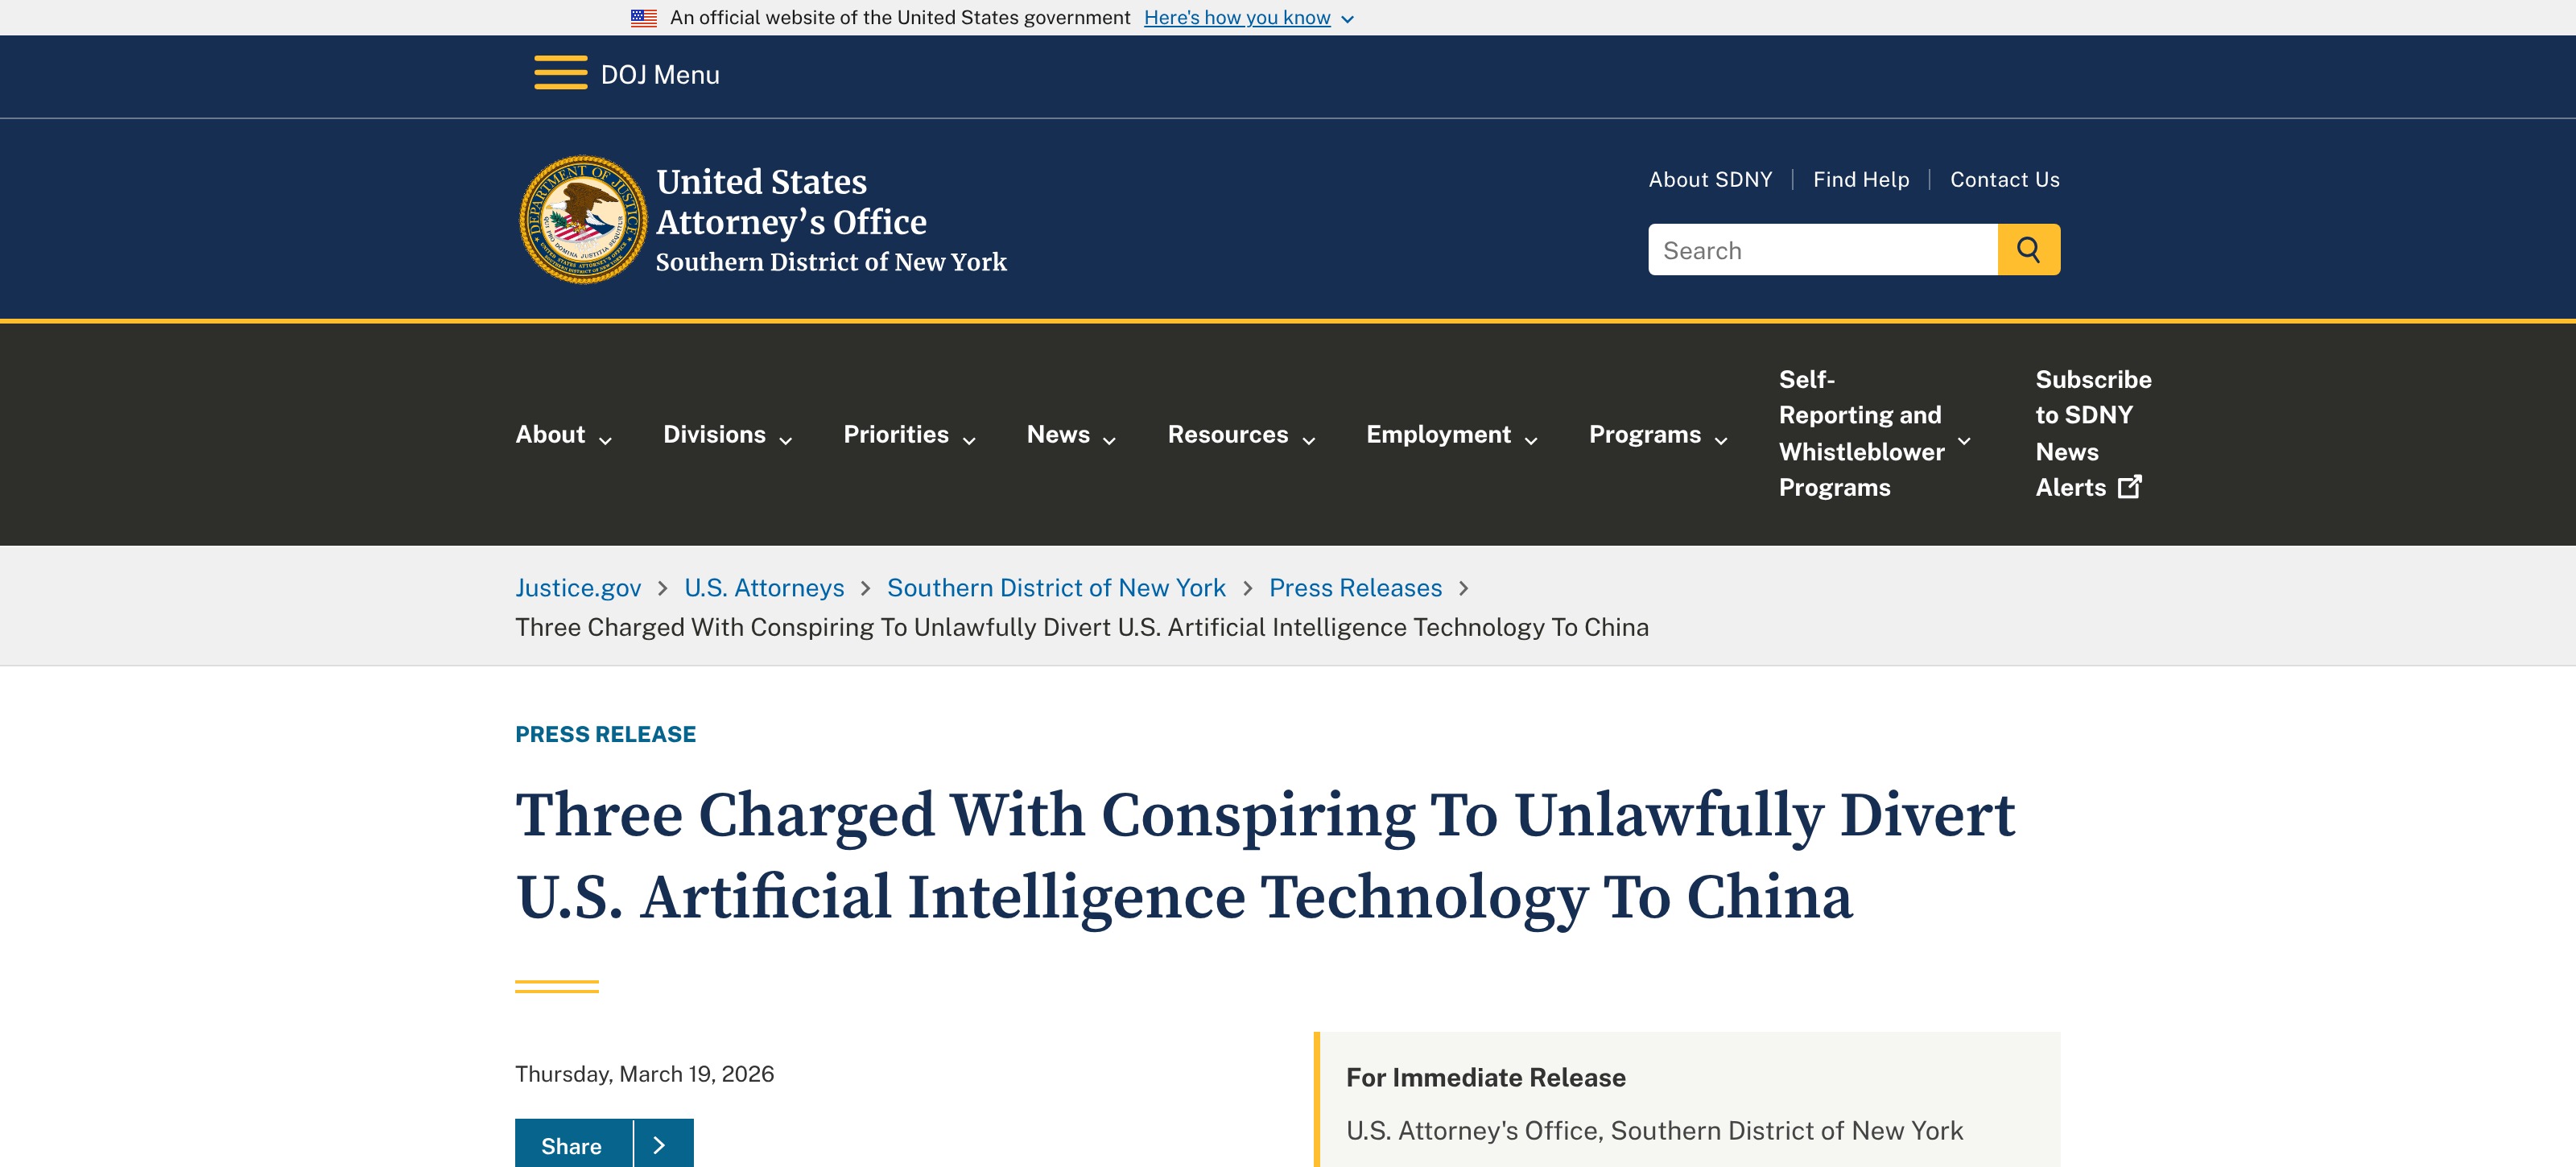 An official website of the United States government Here's how you know
DOJ Menu
United States
Attorney’s Office
Southern District of New York
About SDNY
Find Help
Contact Us
Search
About
Divisions
Priorities
News
Resources
Employment
Programs
Self-
Reporting and
Whistleblower
Programs
Subscribe
to SDNY
News
Alerts
Justice.gov
U.S. Attorneys
Southern District of New York
Press Releases
Three Charged With Conspiring To Unlawfully Divert U.S. Artificial Intelligence Technology To China
PRESS RELEASE
Three Charged With Conspiring To Unlawfully Divert
U.S. Artificial Intelligence Technology To China
Thursday, March 19, 2026
Share
For Immediate Release
U.S. Attorney's Office, Southern District of New York